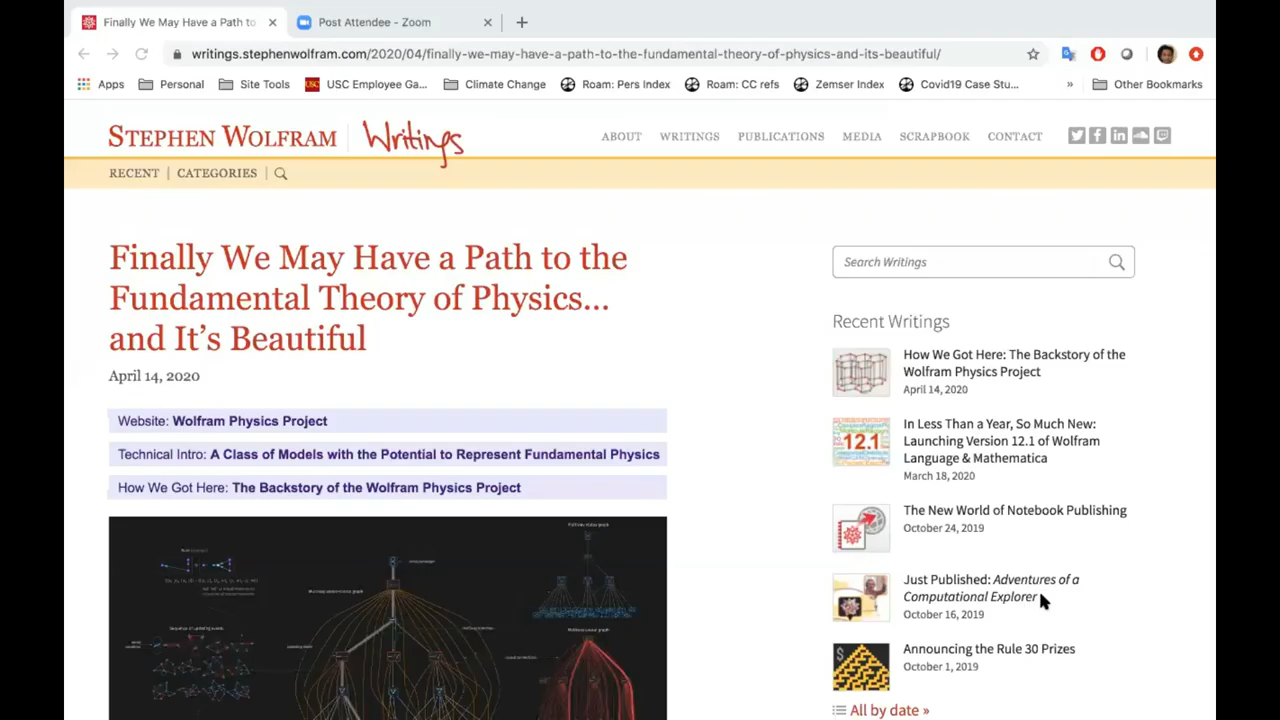 Finally We May Have a Path to
Post Attendee - Zoom
writings.stephenwolfram.com/2020/04/finally-we-may-have-a-path-to-the-fundamental-theory-of-physics-and-its-beautiful/
Apps Personal Site Tools USC Employee Ga... Climate Change Roam: Pers Index Roam: CC refs Zemser Index Covid19 Case Stu... » Other Bookmarks
STEPHEN WOLFRAM Writings
ABOUT WRITINGS PUBLICATIONS MEDIA SCRAPBOOK CONTACT
RECENT | CATEGORIES |
Finally We May Have a Path to the
Fundamental Theory of Physics...
and It's Beautiful
April 14, 2020
Website: Wolfram Physics Project
Technical Intro: A Class of Models with the Potential to Represent Fundamental Physics
How We Got Here: The Backstory of the Wolfram Physics Project
Search Writings
Recent Writings
How We Got Here: The Backstory of the
Wolfram Physics Project
April 14, 2020
12.1
In Less Than a Year, So Much New:
Launching Version 12.1 of Wolfram
Language & Mathematica
March 18, 2020
The New World of Notebook Publishing
October 24, 2019
Just Published: Adventures of a
Computational Explorer
October 16, 2019
$
Announcing the Rule 30 Prizes
October 1, 2019
All by date »